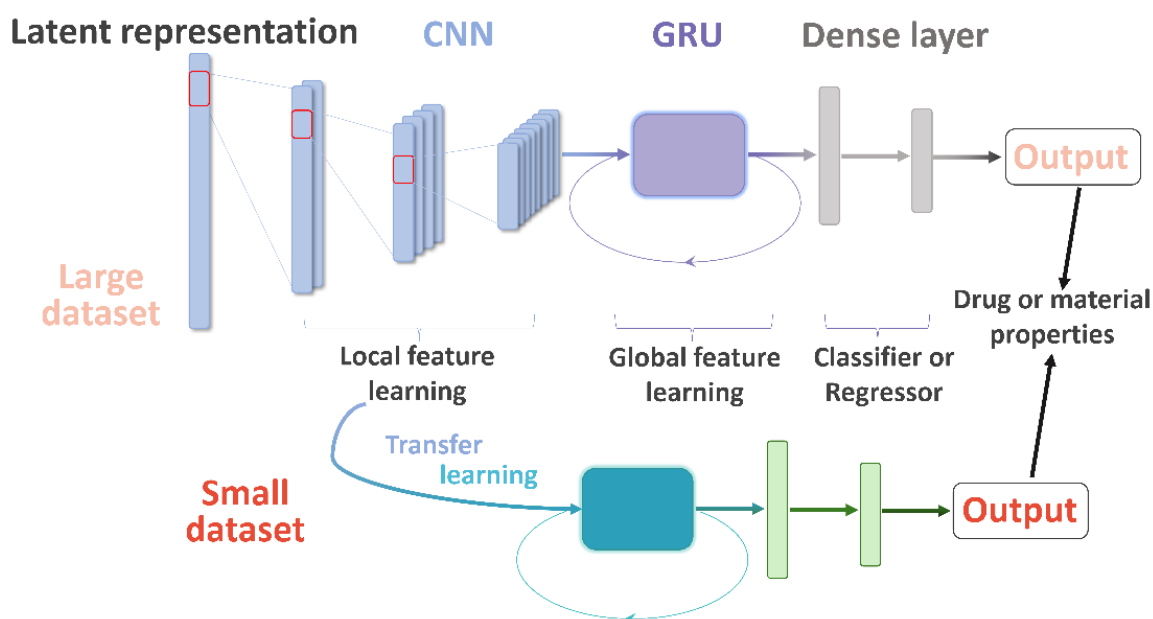 Latent representation
CNN
GRU
Dense layer
Output
Large
dataset
Drug or material
properties
Local feature
learning
Global feature
learning
Classifier or
Regressor
Transfer
learning
Small
dataset
Output